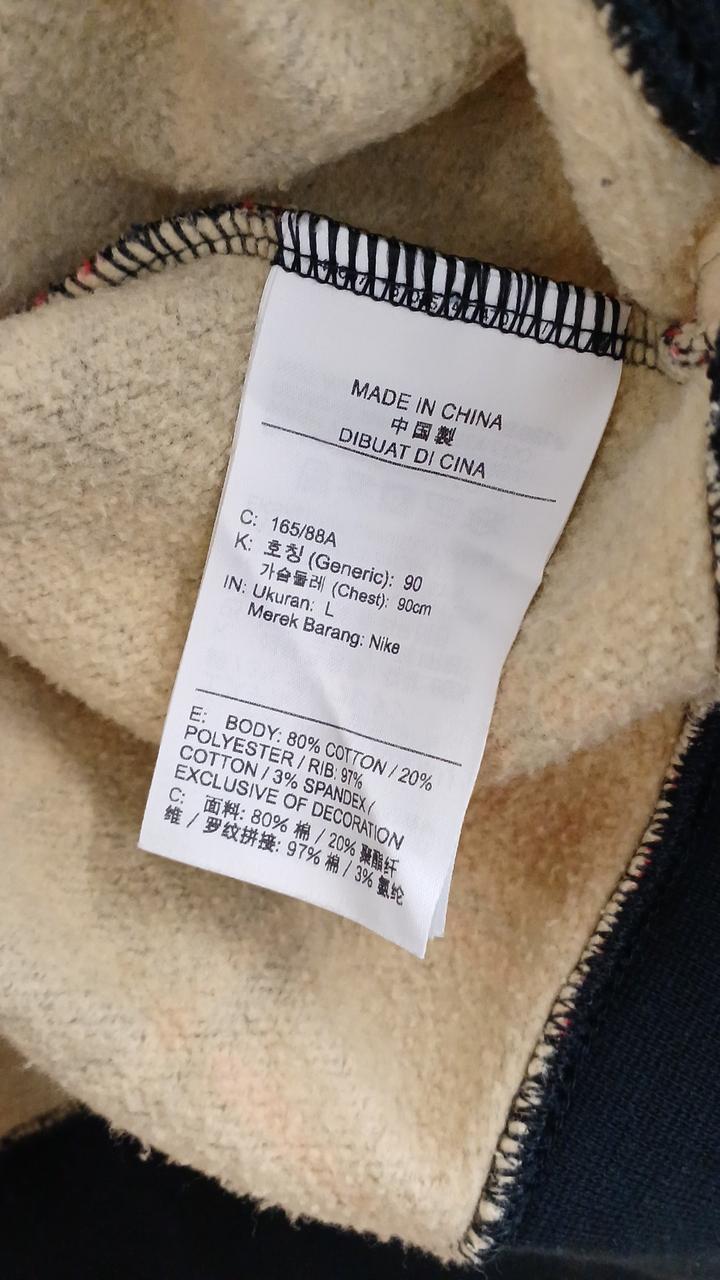 MADE IN CHINA
中国製
DIBUAT DI CINA
C: 165/88A
K: 호칭 (Generic): 90
가슴둘레 (Chest): 90cm
IN: Ukuran: L
Merek Barang: Nike
E: BODY: 80% COTTON / 20%
POLYESTER / RIB: 97%
COTTON / 3% SPANDEX /
EXCLUSIVE OF DECORATION
C: 面料: 80% 棉 / 20% 聚酯纤
维 / 罗纹拼接: 97% 棉 / 3% 氨纶